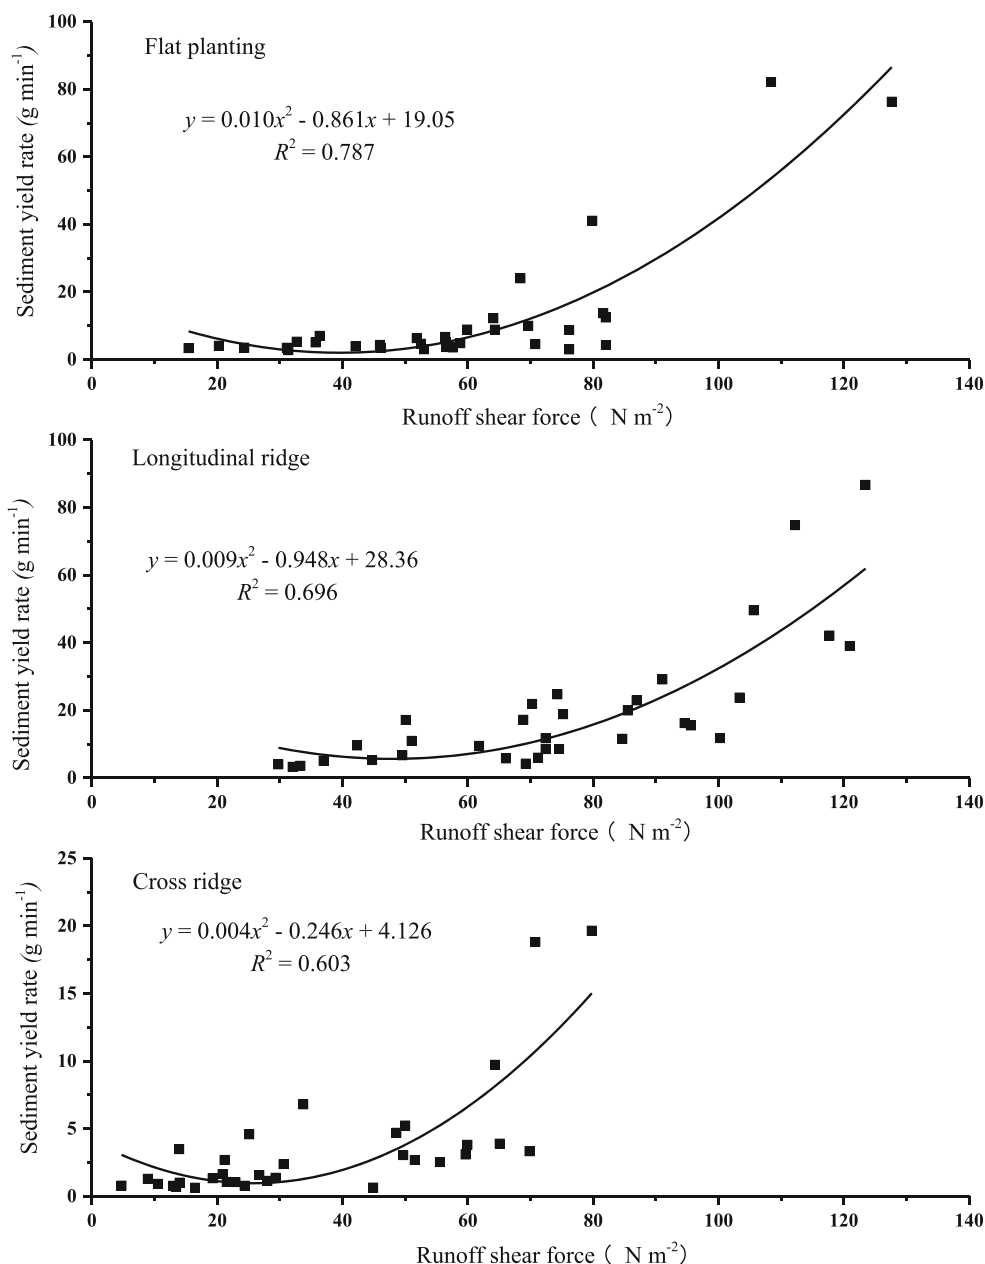 Flat planting
y = 0.010x² - 0.861x + 19.05
R² = 0.787
Sediment yield rate (g min⁻¹)
100
80
60
40
20
0
0 20 40 60 80 100 120 140
Runoff shear force ( N m⁻²)
Longitudinal ridge
y = 0.009x² - 0.948x + 28.36
R² = 0.696
Sediment yield rate (g min⁻¹)
100
80
60
40
20
0
0 20 40 60 80 100 120 140
Runoff shear force ( N m⁻²)
Cross ridge
y = 0.004x² - 0.246x + 4.126
R² = 0.603
Sediment yield rate (g min⁻¹)
25
20
15
10
5
0
0 20 40 60 80 100 120 140
Runoff shear force ( N m⁻²)